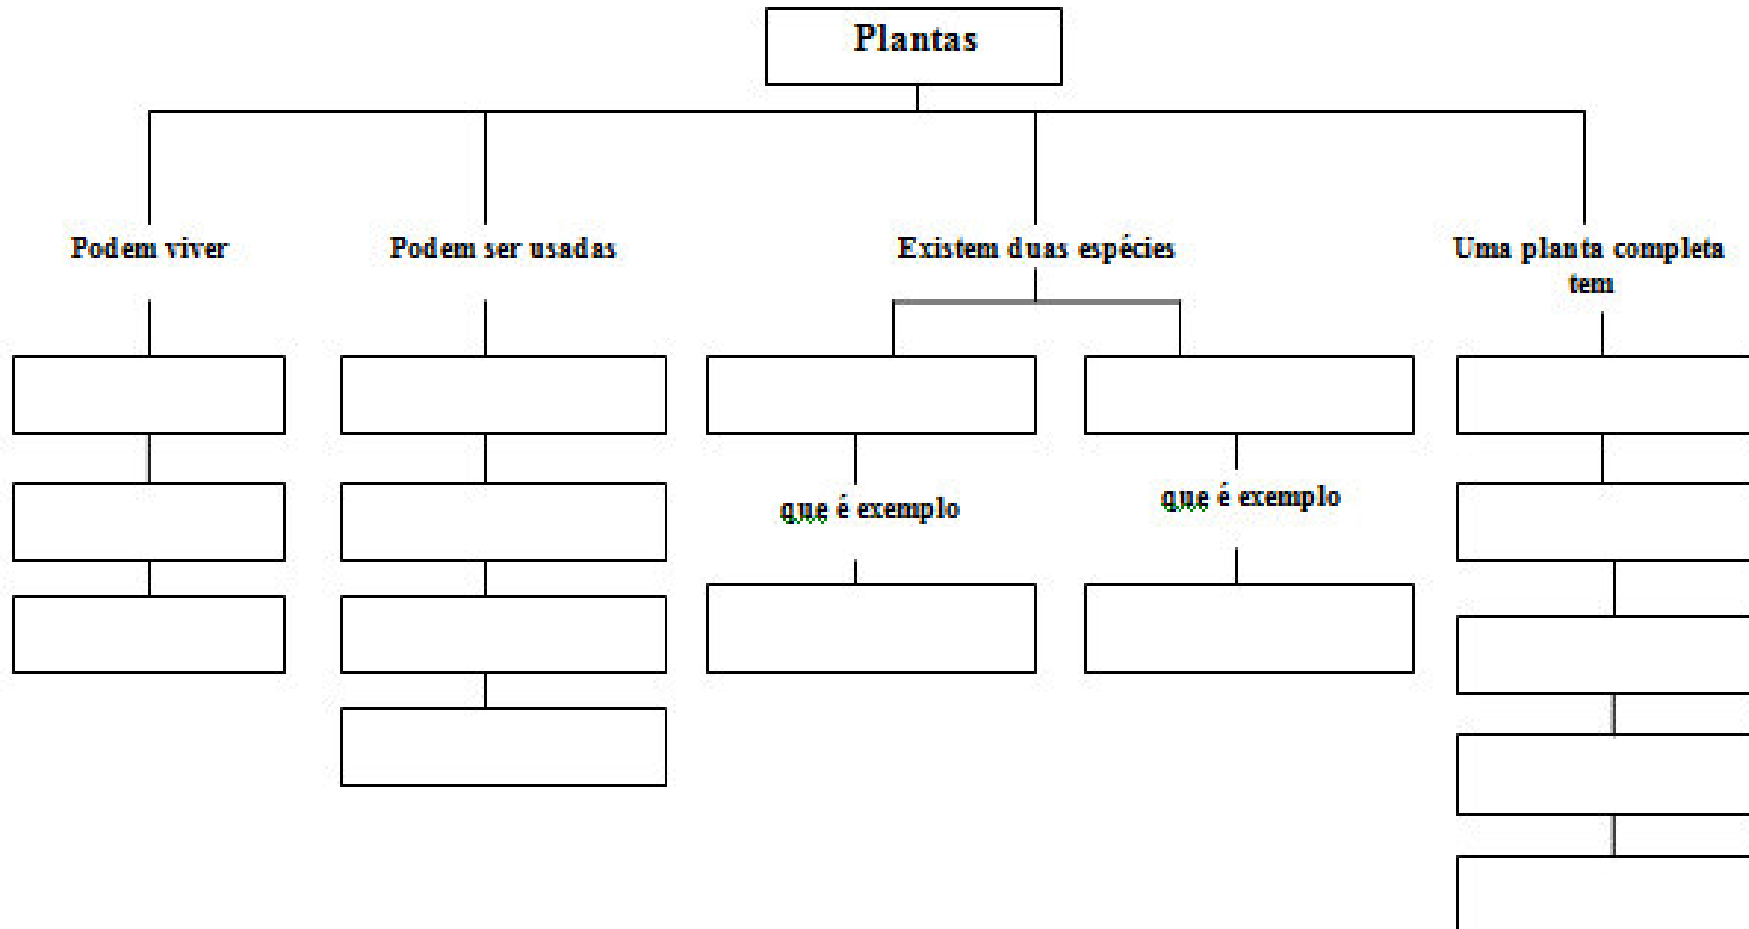 Plantas
Podem viver
Podem ser usadas
Existem duas espécies
Uma planta completa
tem
que é exemplo
que é exemplo